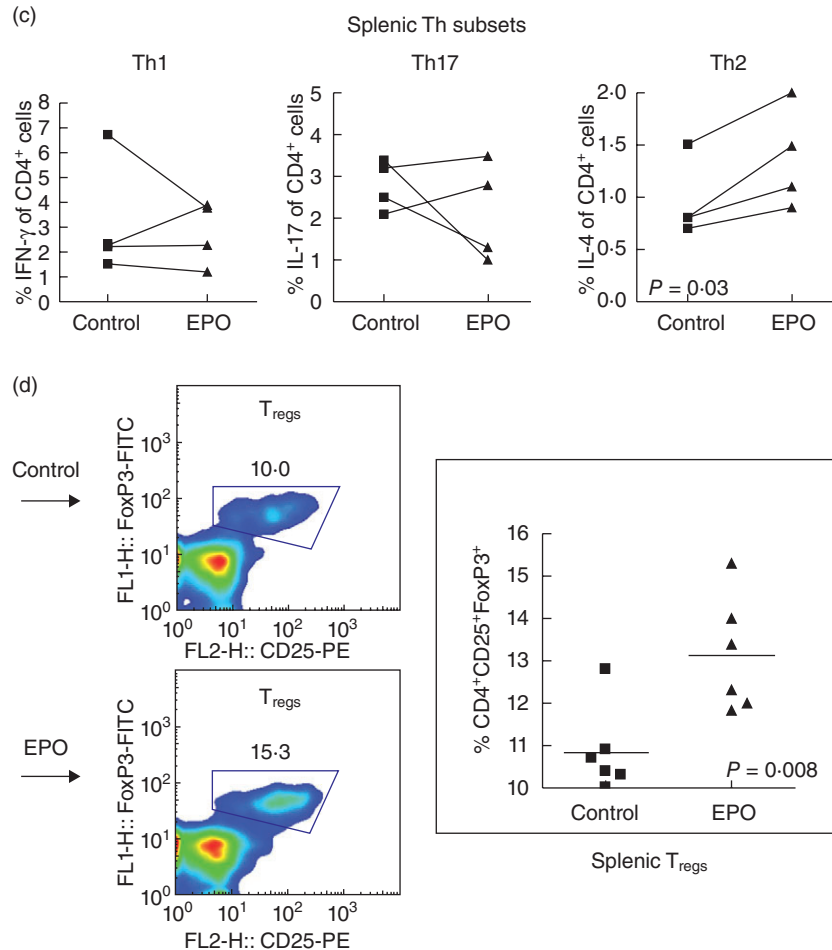 (c)
Splenic Th subsets
Th1
% IFN-γ of CD4⁺ cells
8
7
6
5
4
3
2
1
0
Control
EPO
Th17
% IL-17 of CD4⁺ cells
5
4
3
2
1
0
Control
EPO
Th2
% IL-4 of CD4⁺ cells
2·0
1·5
1·0
0·5
0·0
P = 0·03
Control
EPO
(d)
Control
FL1-H:: FoxP3-FITC
10³
10²
10¹
10⁰
T_regs
10·0
10⁰ 10¹ 10² 10³
FL2-H:: CD25-PE
EPO
FL1-H:: FoxP3-FITC
10³
10²
10¹
10⁰
T_regs
15·3
10⁰ 10¹ 10² 10³
FL2-H:: CD25-PE
% CD4⁺CD25⁺FoxP3⁺
16
15
14
13
12
11
10
P = 0·008
Control
EPO
Splenic T_regs